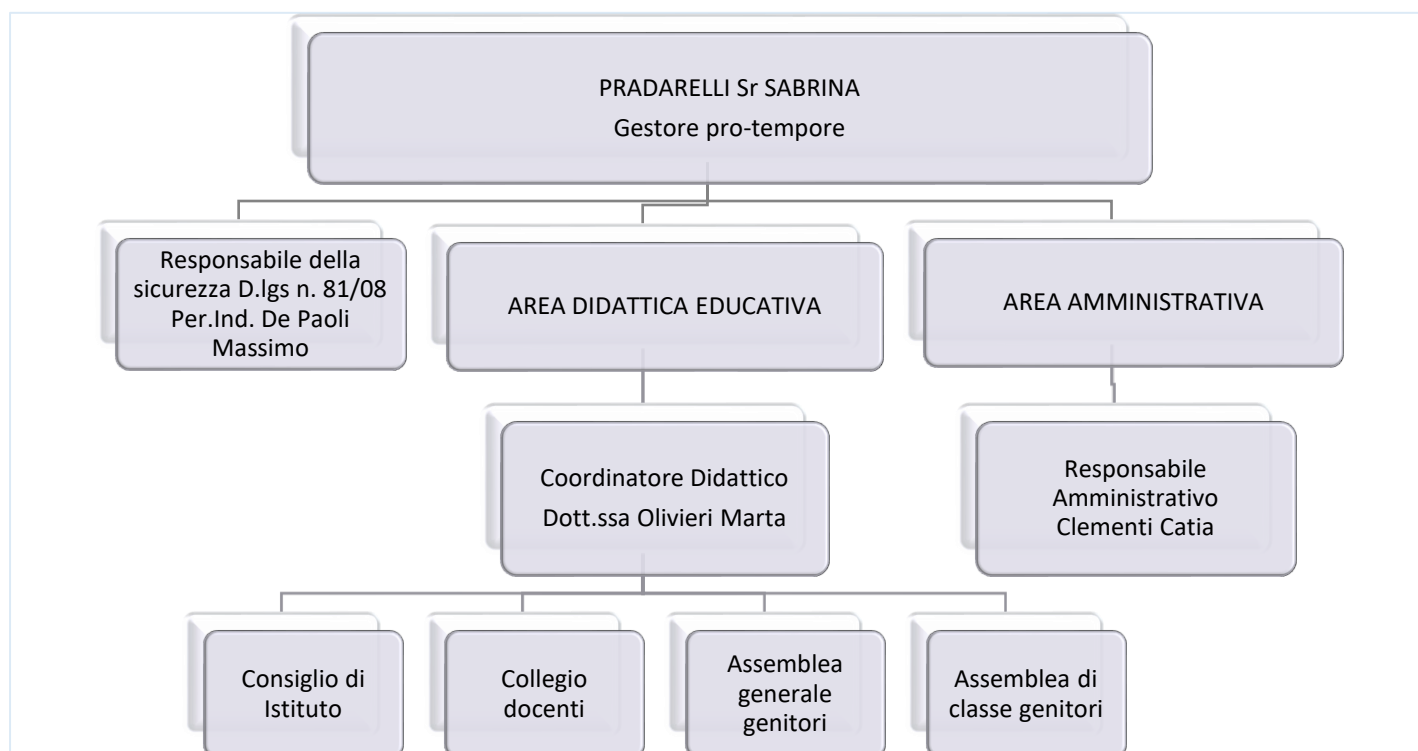 PRADARELLI Sr SABRINA
Gestore pro-tempore
Responsabile della
sicurezza D.lgs n. 81/08
Per.Ind. De Paoli
Massimo
AREA DIDATTICA EDUCATIVA
AREA AMMINISTRATIVA
Coordinatore Didattico
Dott.ssa Olivieri Marta
Responsabile
Amministrativo
Clementi Catia
Consiglio di
Istituto
Collegio
docenti
Assemblea
generale
genitori
Assemblea di
classe genitori